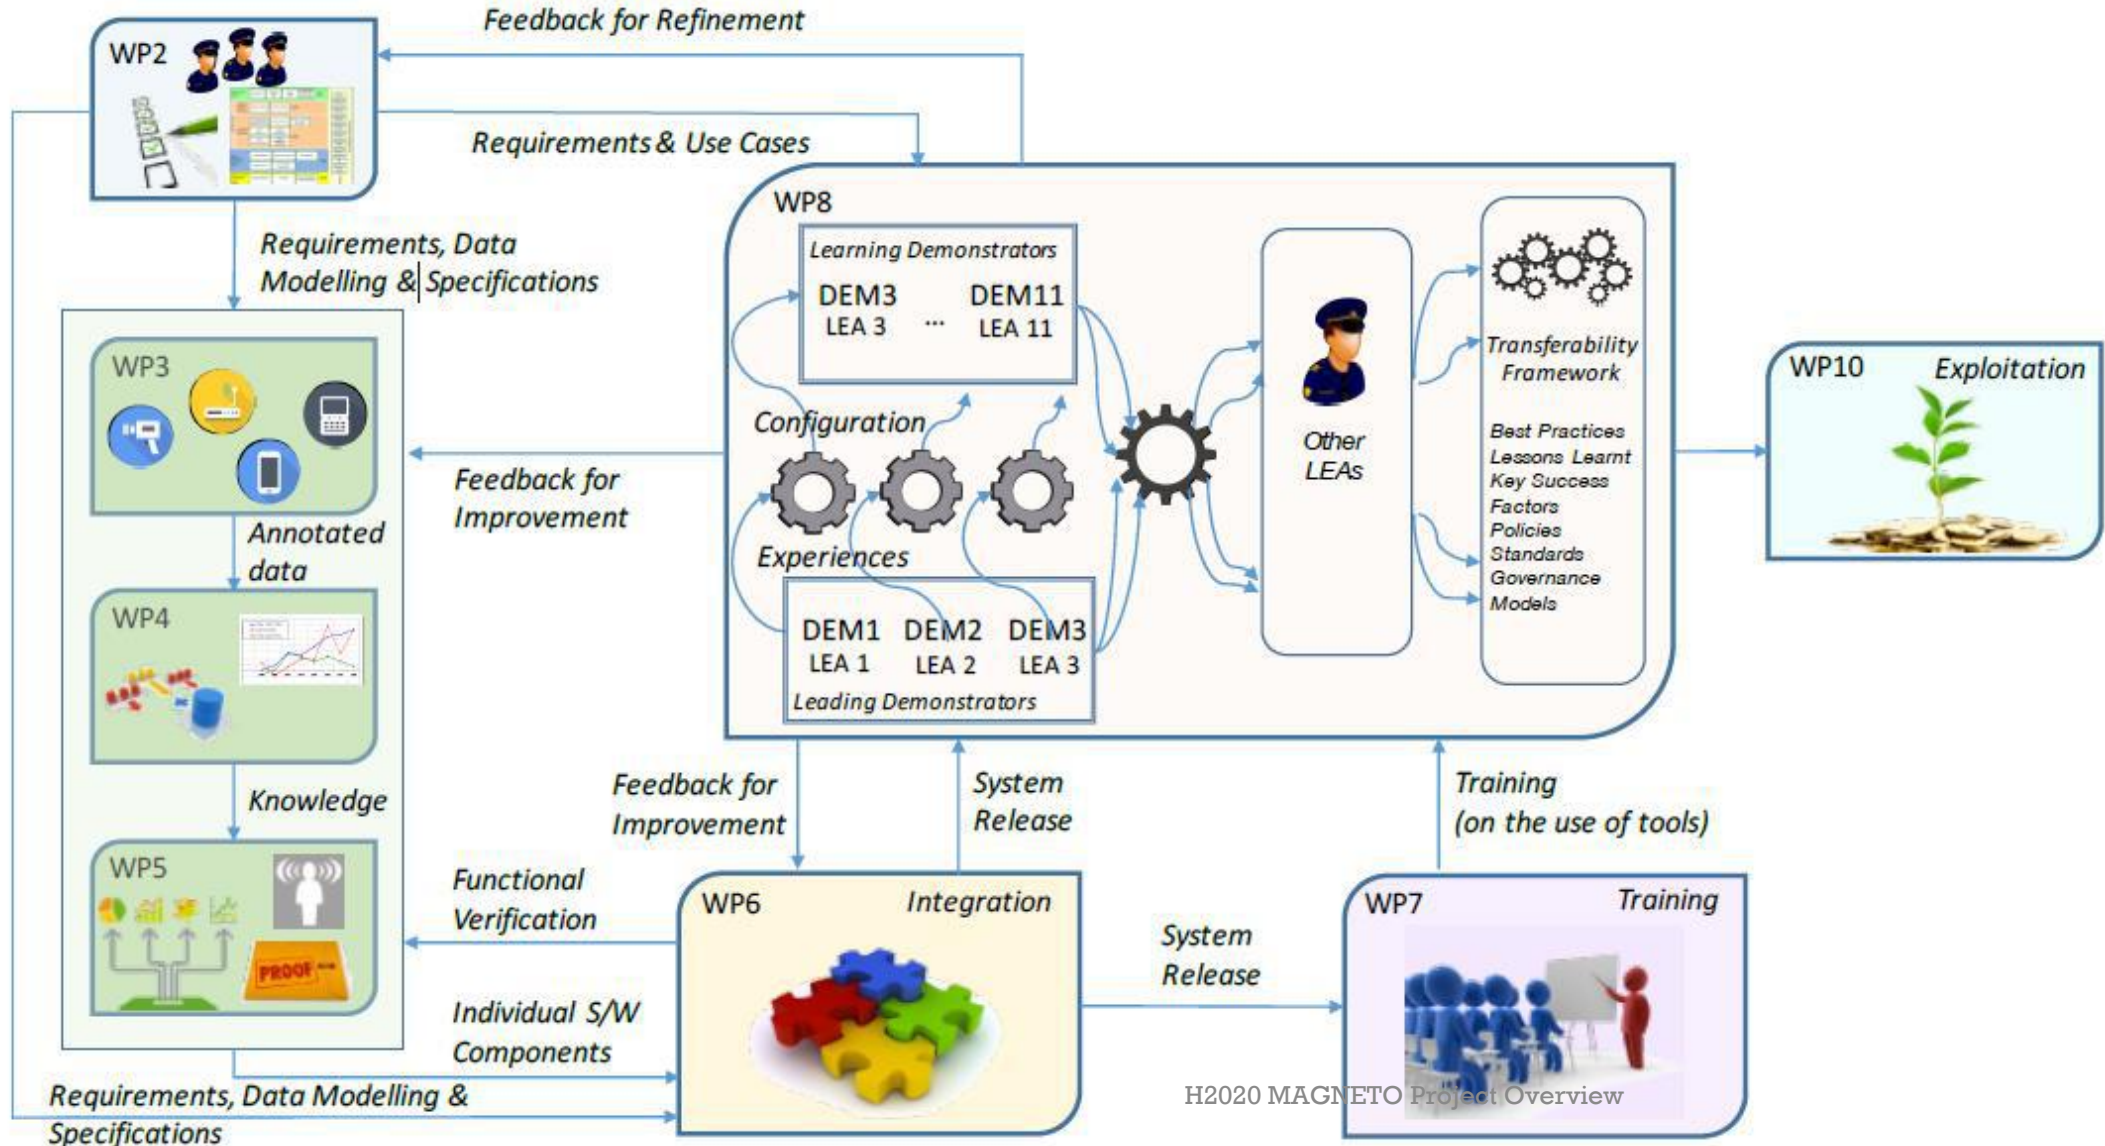 Feedback for Refinement
WP2
Requirements & Use Cases
Requirements, Data
Modelling & Specifications
WP8
Learning Demonstrators
DEM3
DEM11
LEA 3
...
LEA 11
Configuration
Experiences
DEM1
DEM2
DEM3
LEA 1
LEA 2
LEA 3
Leading Demonstrators
Other
LEAs
Transferability
Framework
Best Practices
Lessons Learnt
Key Success
Factors
Policies
Standards
Governance
Models
WP10
Exploitation
WP3
Feedback for
Improvement
Annotated
data
WP4
Knowledge
WP5
PROOF
Feedback for
Improvement
System
Release
Training
(on the use of tools)
Functional
Verification
WP6
Integration
System
Release
WP7
Training
Individual S/W
Components
Requirements, Data Modelling &
Specifications
H2020 MAGNETO Project Overview